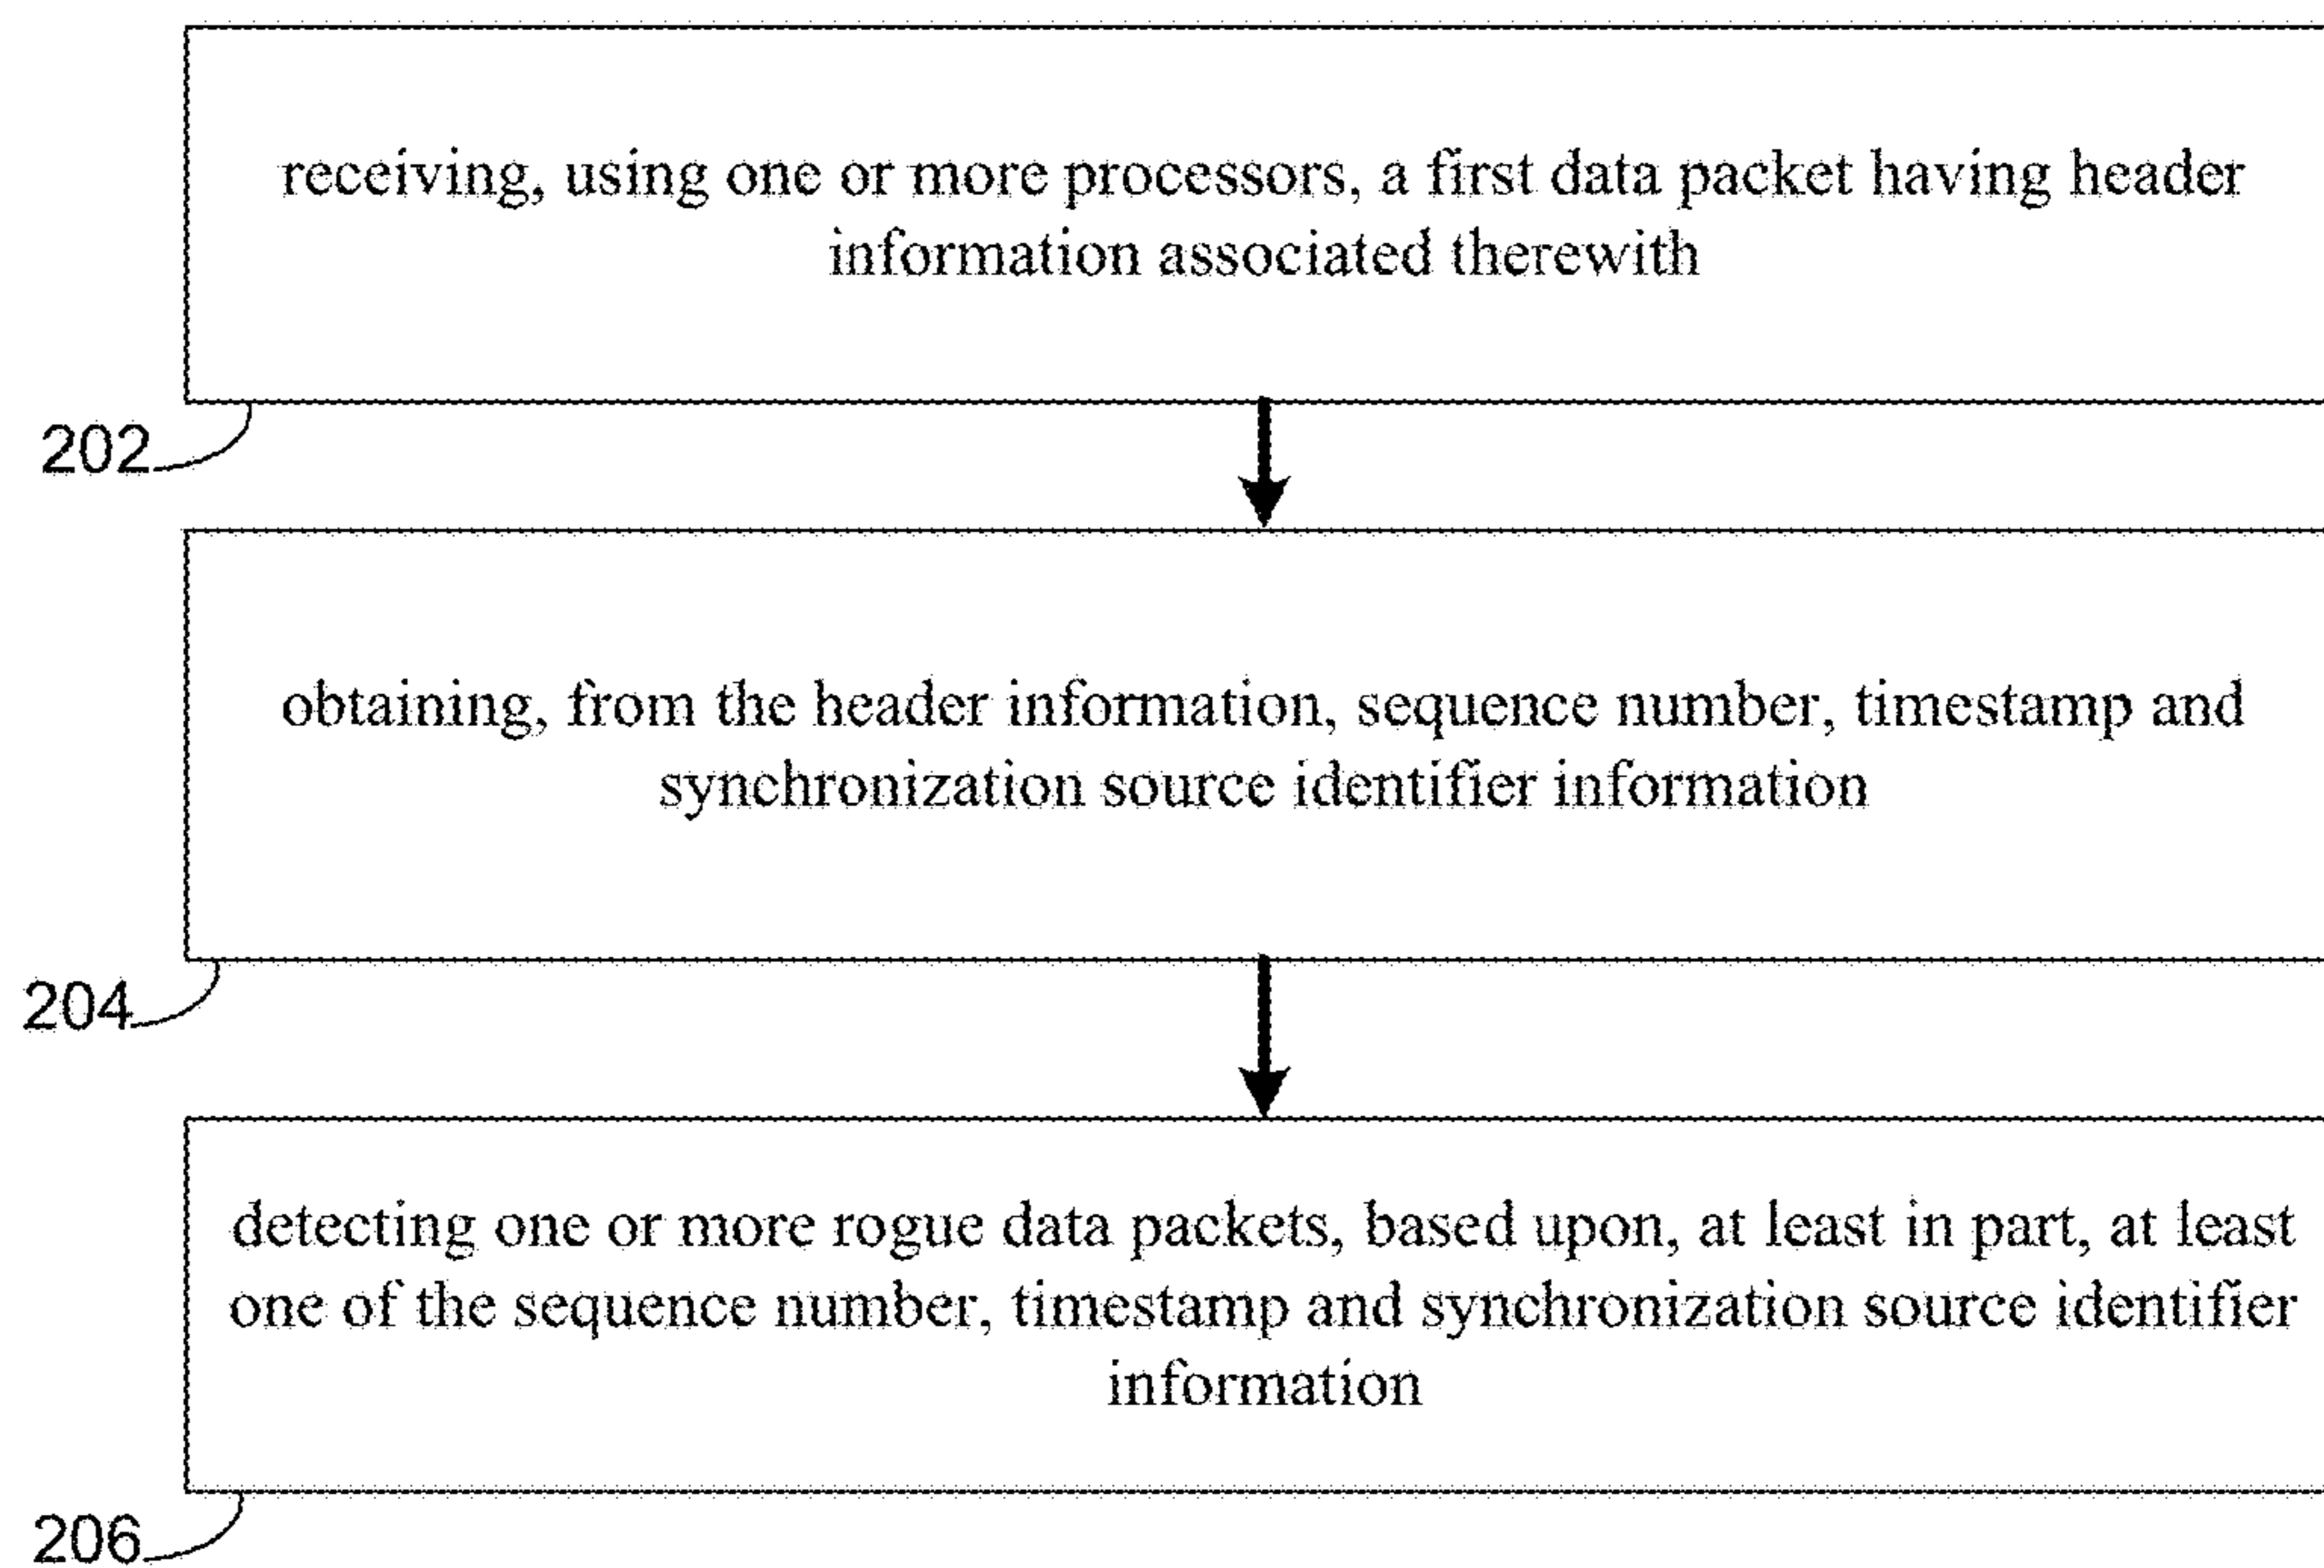 receiving, using one or more processors, a first data packet having header
information associated therewith
202
obtaining, from the header information, sequence number, timestamp and
synchronization source identifier information
204
detecting one or more rogue data packets, based upon, at least in part, at least
one of the sequence number, timestamp and synchronization source identifier
information
206